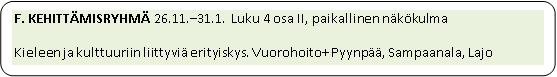 F. KEHITTÄMISRYHMÄ 26.11.–31.1. Luku 4 osa II, paikallinen näkökulma
Kieleen ja kulttuuriin liittyviä erityiskys. Vuorohoito+Pyynpää, Sampaanala, Lajo